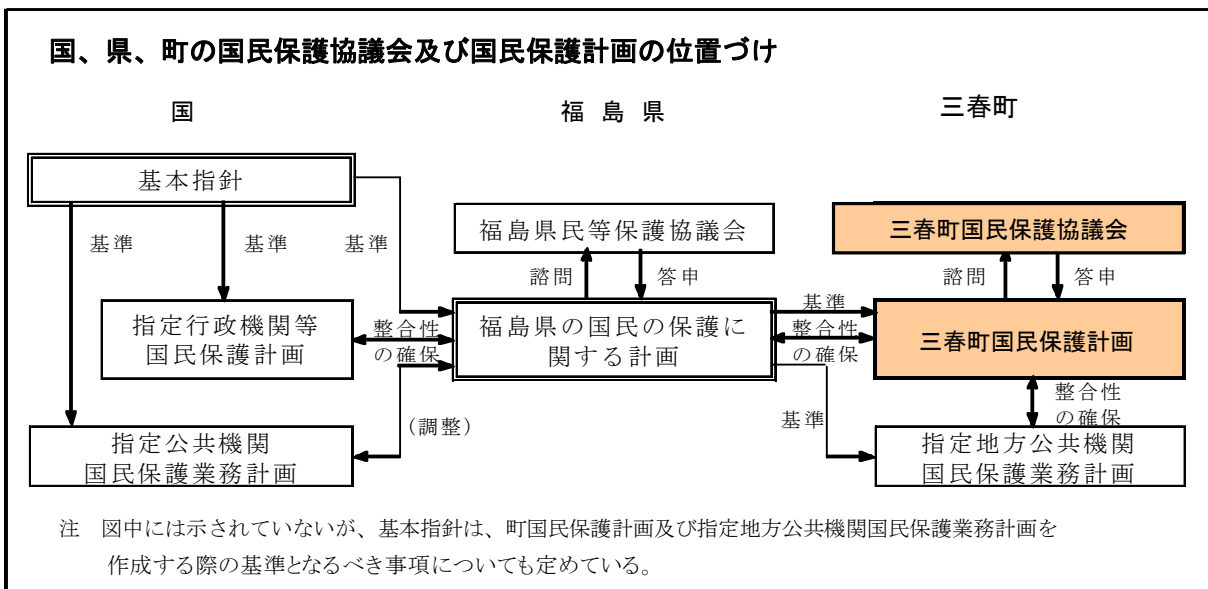 国、県、町の国民保護協議会及び国民保護計画の位置づけ
国
福島県
三春町
基本指針
基準
基準
基準
福島県民等保護協議会
三春町国民保護協議会
諮問
答申
諮問
答申
指定行政機関等
国民保護計画
整合性
の確保
福島県の国民の保護に
関する計画
基準
整合性
の確保
三春町国民保護計画
整合性
の確保
(調整)
基準
指定公共機関
国民保護業務計画
指定地方公共機関
国民保護業務計画
注 図中には示されていないが、基本指針は、町国民保護計画及び指定地方公共機関国民保護業務計画を
作成する際の基準となるべき事項についても定めている。